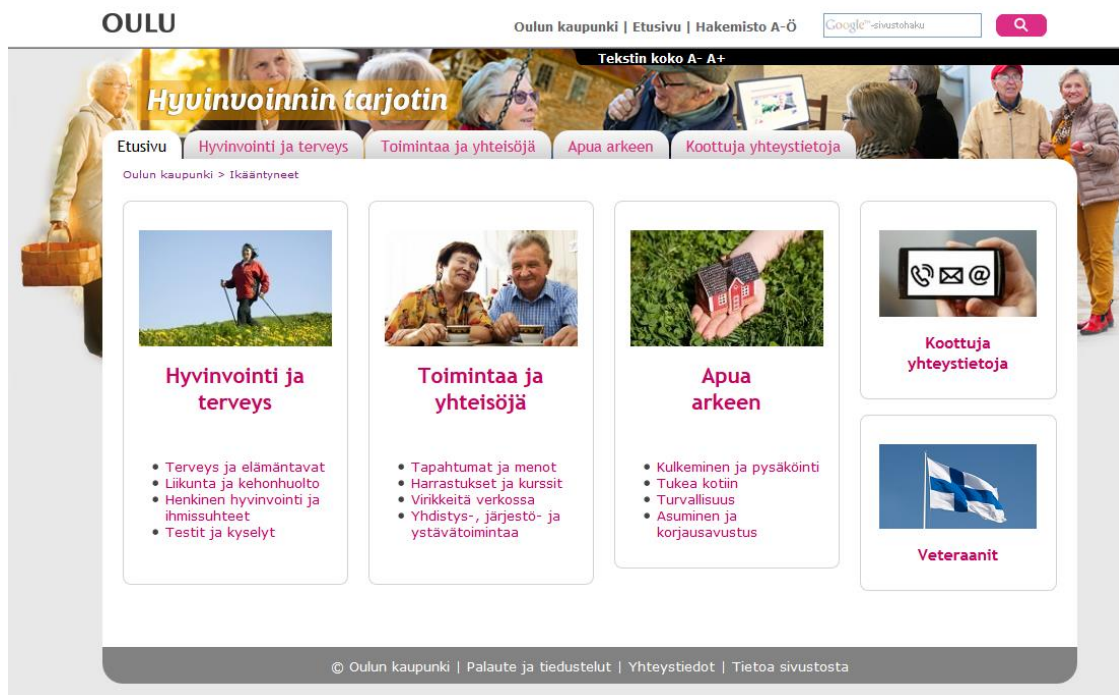 OULU
Oulun kaupunki | Etusivu | Hakemisto A-Ö
Google™-sivustohaku
Tekstin koko A- A+
Hyvinvoinnin tarjotin
Etusivu
Hyvinvointi ja terveys
Toimintaa ja yhteisöjä
Apua arkeen
Koottuja yhteystietoja
Oulun kaupunki > Ikääntyneet
Hyvinvointi ja
terveys
• Terveys ja elämäntavat
• Liikunta ja kehonhuolto
• Henkinen hyvinvointi ja
ihmissuhteet
• Testit ja kyselyt
Toimintaa ja
yhteisöjä
• Tapahtumat ja menot
• Harrastukset ja kurssit
• Virikkeitä verkossa
• Yhdistys-, järjestö- ja
ystävätoimintaa
Apua
arkeen
• Kulkeminen ja pysäköinti
• Tukea kotiin
• Turvallisuus
• Asuminen ja
korjausavustus
@
Koottuja
yhteystietoja
Veteraanit
© Oulun kaupunki | Palaute ja tiedustelut | Yhteystiedot | Tietoa sivustosta